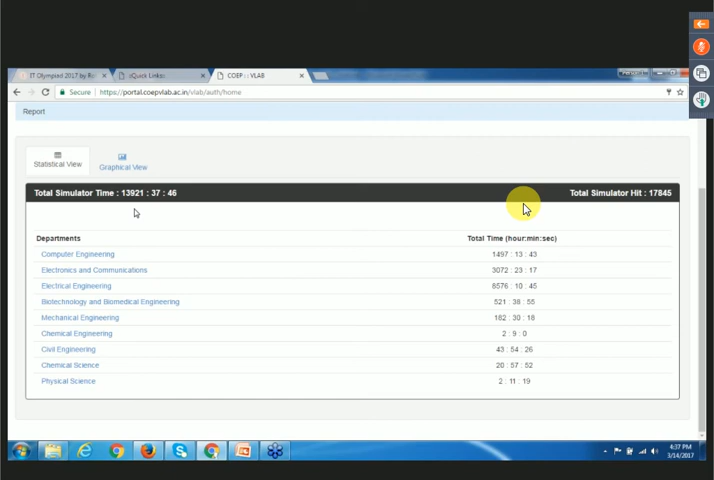 IT Olympiad 2017 by Ro
Quick Links:
COEP : : VLAB
Secure https://portal.coepvlab.ac.in/vlab/auth/home
Report
Statistical View
Graphical View
Total Simulator Time : 13921 : 37 : 46 Total Simulator Hit : 17845
Departments Total Time (hour:min:sec)
Computer Engineering 1497 : 13 : 43
Electronics and Communications 3072 : 23 : 17
Electrical Engineering 8576 : 10 : 45
Biotechnology and Biomedical Engineering 521 : 38 : 55
Mechanical Engineering 182 : 30 : 18
Chemical Engineering 2 : 9 : 0
Civil Engineering 43 : 54 : 26
Chemical Science 20 : 57 : 52
Physical Science 2 : 11 : 19
4:37 PM
3/14/2017